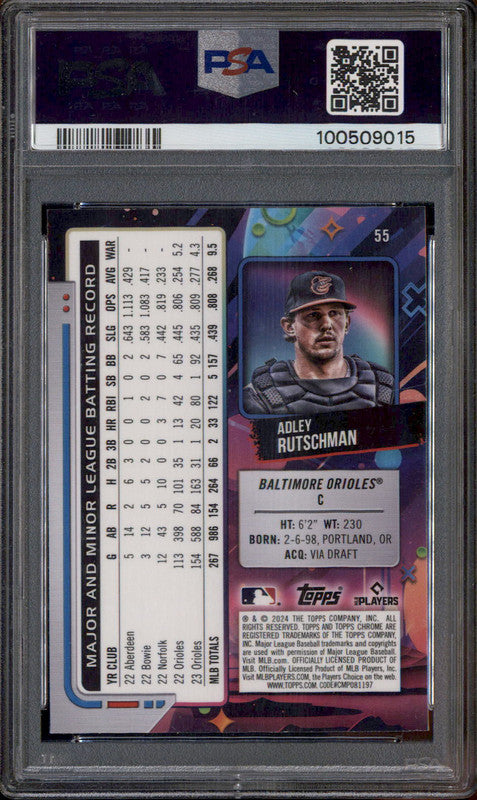 PSA
100509015
55
MAJOR AND MINOR LEAGUE BATTING RECORD
YR CLUB G AB R H 2B 3B HR RBI SB BB SLG OPS AVG WAR
22 Aberdeen 5 14 2 6 3 0 0 1 0 2 .643 1.113 .429 -
22 Bowie 3 12 5 5 2 0 0 0 0 2 .583 1.083 .417 -
22 Norfolk 12 43 5 10 0 0 3 7 0 7 .442 .819 .233 -
22 Orioles 113 398 70 101 35 1 13 42 4 65 .445 .806 .254 5.2
23 Orioles 154 588 84 163 31 1 20 80 1 92 .435 .809 .277 4.3
MLB TOTALS 267 986 154 264 66 2 33 122 5 157 .439 .808 .268 9.5
ADLEY
RUTSCHMAN
BALTIMORE ORIOLES®
C
HT: 6'2" WT: 230
BORN: 2-6-98, PORTLAND, OR
ACQ: VIA DRAFT
Topps
PLAYERS
® & © 2024 THE TOPPS COMPANY, INC. ALL
RIGHTS RESERVED. TOPPS AND TOPPS CHROME ARE
REGISTERED TRADEMARKS OF THE TOPPS COMPANY,
INC. Major League Baseball trademarks and copyrights
are used with permission of Major League Baseball.
Visit MLB.com. OFFICIALLY LICENSED PRODUCT OF
MLB. Officially Licensed Product of MLB Players, Inc.
Visit MLBPLAYERS.com, the Players Choice on the web.
WWW.TOPPS.COM. CODE#CMP081197
PSA